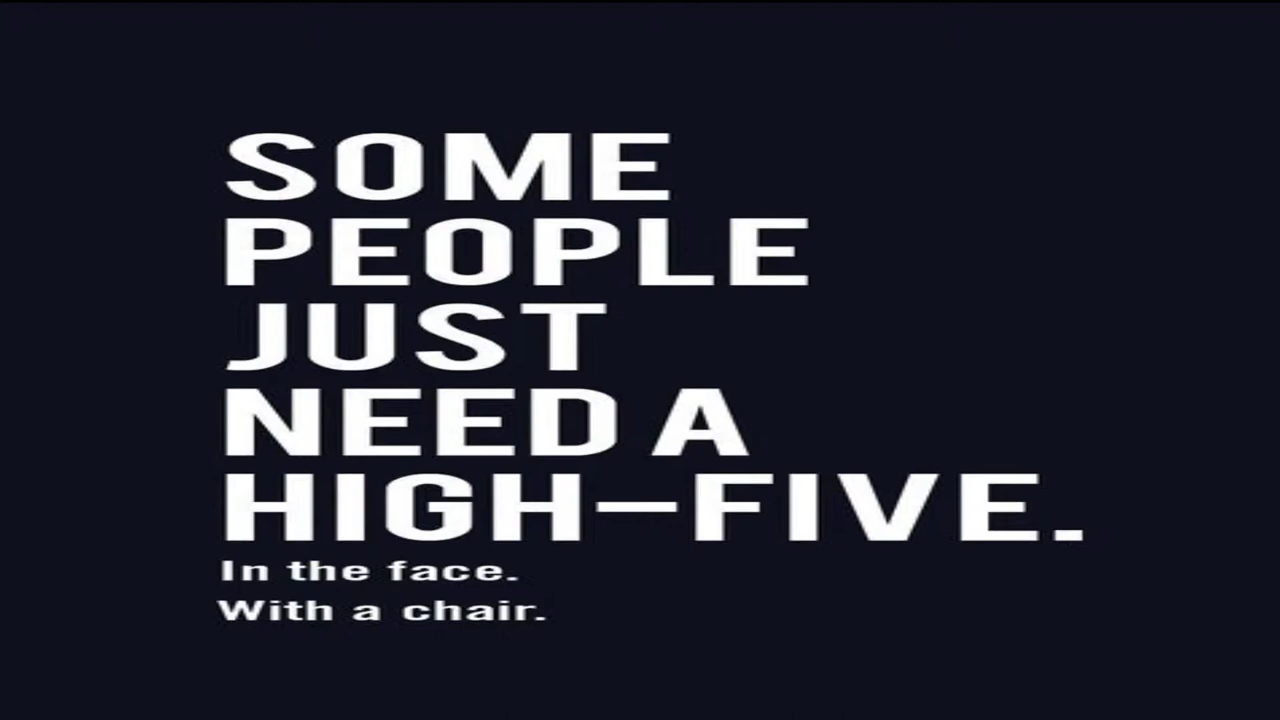 SOME
PEOPLE
JUST
NEED A
HIGH–FIVE.
In the face.
With a chair.